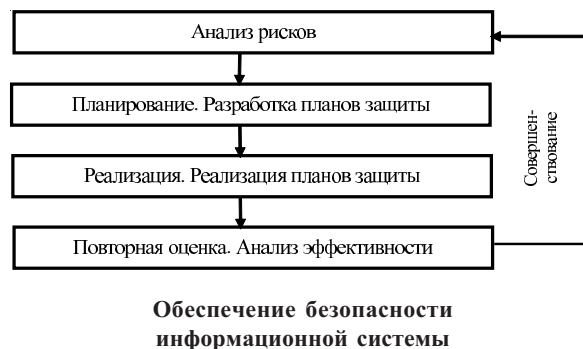 Анализ рисков
Планирование. Разработка планов защиты
Реализация. Реализация планов защиты
Повторная оценка. Анализ эффективности
Совершен-
ствование
Обеспечение безопасности
информационной системы